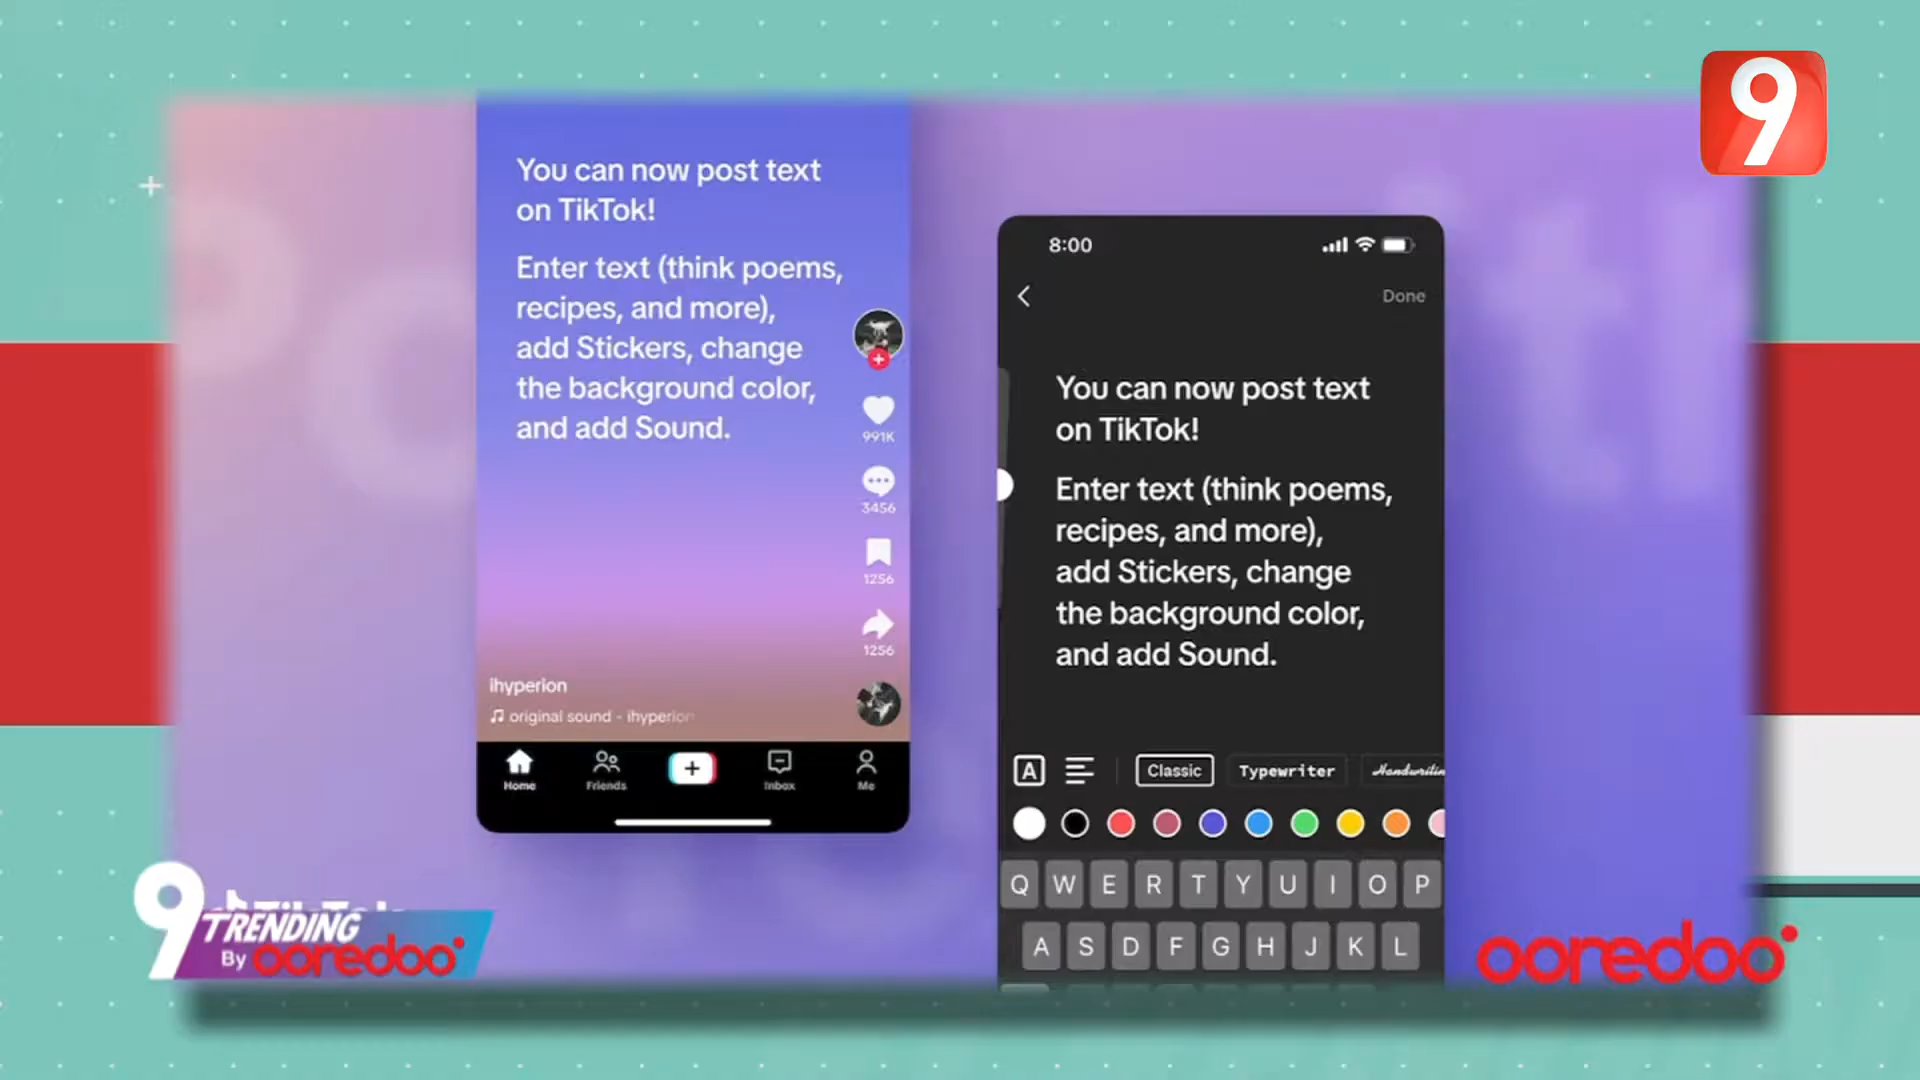 9
You can now post text
on TikTok!
Enter text (think poems,
recipes, and more),
add Stickers, change
the background color,
and add Sound.
991K
3456
1256
1256
ihyperion
original sound - ihyperion
Home
Friends
Inbox
Me
8:00
Done
You can now post text
on TikTok!
Enter text (think poems,
recipes, and more),
add Stickers, change
the background color,
and add Sound.
A
Classic
Typewriter
Handwritin
Q W E R T Y U I O P
A S D F G H J K L
9 TRENDING
By ooredoo
ooredoo